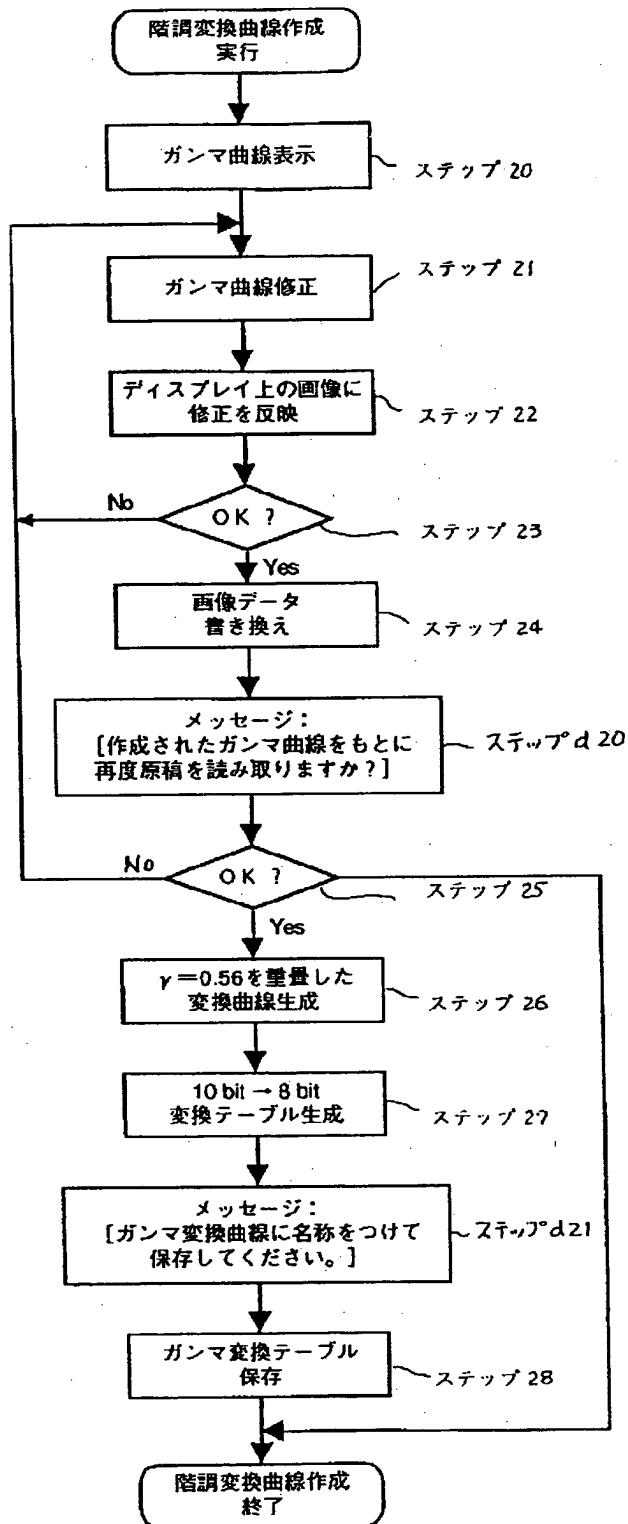 階調変換曲線作成
実行
ガンマ曲線表示
ステップ 20
ガンマ曲線修正
ステップ 21
ディスプレイ上の画像に
修正を反映
ステップ 22
No
OK ?
ステップ 23
Yes
画像データ
書き換え
ステップ 24
メッセージ:
[作成されたガンマ曲線をもとに
再度原稿を読み取りますか?]
ステップ d 20
No
OK ?
ステップ 25
Yes
γ=0.56を重畳した
変換曲線生成
ステップ 26
10 bit → 8 bit
変換テーブル生成
ステップ 27
メッセージ:
[ガンマ変換曲線に名称をつけて
保存してください。]
ステップ d21
ガンマ変換テーブル
保存
ステップ 28
階調変換曲線作成
終了